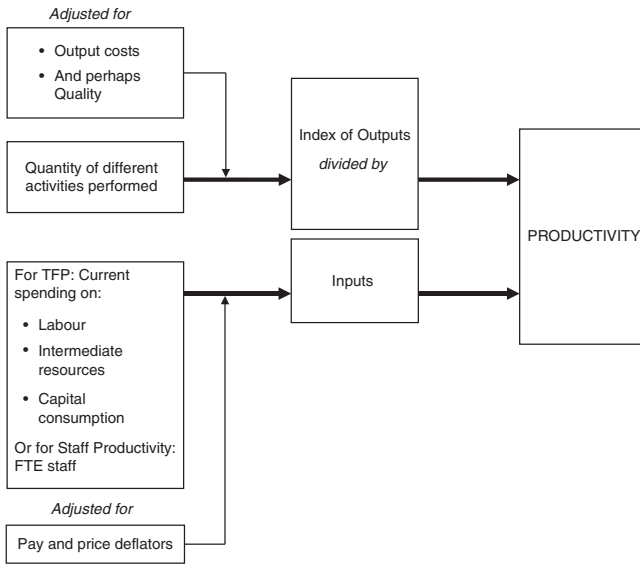 Adjusted for
• Output costs
• And perhaps
Quality
Quantity of different
activities performed
Index of Outputs
divided by
PRODUCTIVITY
For TFP: Current
spending on:
• Labour
• Intermediate
resources
• Capital
consumption
Or for Staff Productivity:
FTE staff
Inputs
Adjusted for
Pay and price deflators